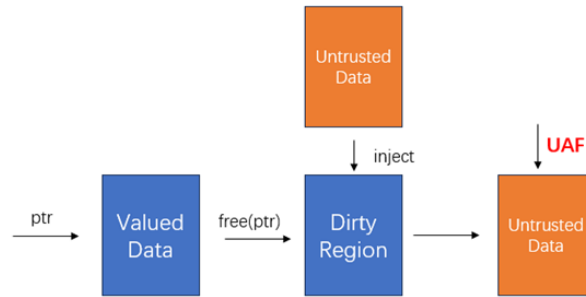 Untrusted
Data
inject
UAF
ptr
Valued
Data
free(ptr)
Dirty
Region
Untrusted
Data